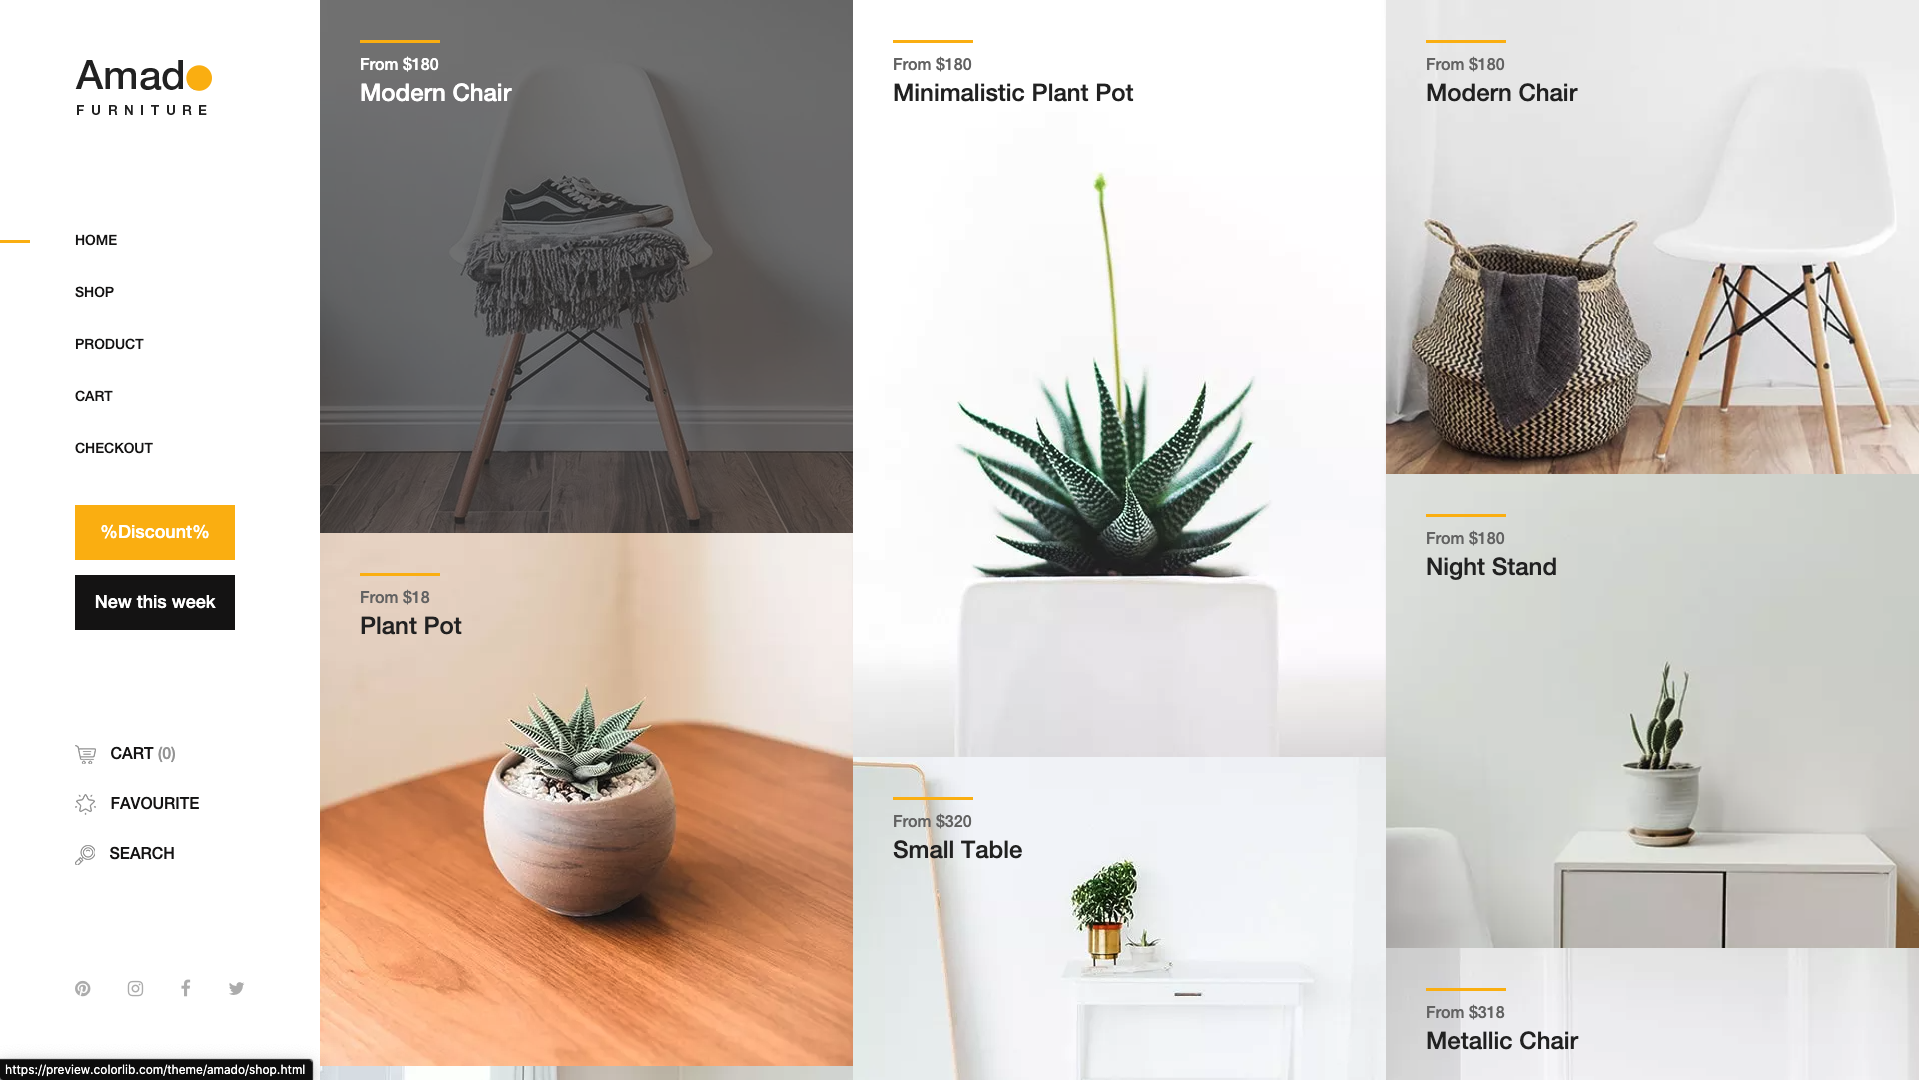 Amado
FURNITURE
HOME
SHOP
PRODUCT
CART
CHECKOUT
%Discount%
New this week
CART (0)
FAVOURITE
SEARCH
https://preview.colorlib.com/theme/amado/shop.html
From $180
Modern Chair
From $18
Plant Pot
From $180
Minimalistic Plant Pot
From $320
Small Table
From $180
Modern Chair
From $180
Night Stand
From $318
Metallic Chair